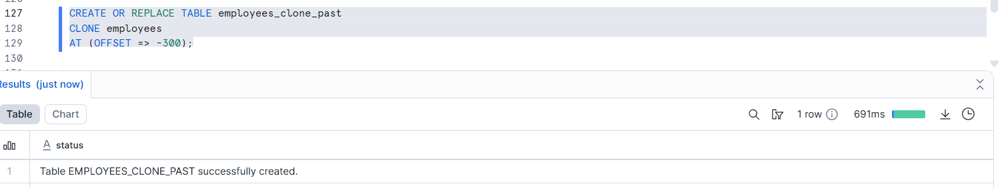 127 CREATE OR REPLACE TABLE employees_clone_past
128 CLONE employees
129 AT (OFFSET => -300);
130
Results (just now)
Table Chart 1 row 691ms
A status
1 Table EMPLOYEES_CLONE_PAST successfully created.